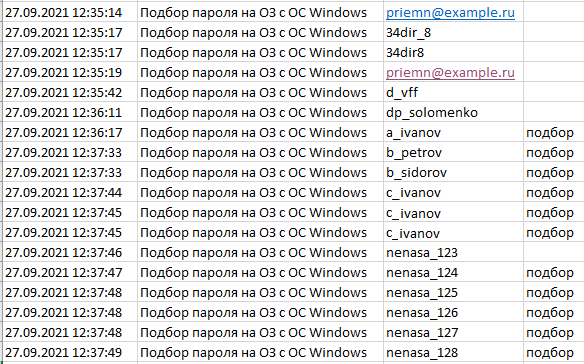 27.09.2021 12:35:14 Подбор пароля на ОЗ с ОС Windows priemn@example.ru
27.09.2021 12:35:17 Подбор пароля на ОЗ с ОС Windows 34dir_8
27.09.2021 12:35:17 Подбор пароля на ОЗ с ОС Windows 34dir8
27.09.2021 12:35:19 Подбор пароля на ОЗ с ОС Windows priemn@example.ru
27.09.2021 12:35:42 Подбор пароля на ОЗ с ОС Windows d_vff
27.09.2021 12:36:11 Подбор пароля на ОЗ с ОС Windows dp_solomenko
27.09.2021 12:36:17 Подбор пароля на ОЗ с ОС Windows a_ivanov подбор
27.09.2021 12:37:33 Подбор пароля на ОЗ с ОС Windows b_petrov подбор
27.09.2021 12:37:33 Подбор пароля на ОЗ с ОС Windows b_sidorov подбор
27.09.2021 12:37:44 Подбор пароля на ОЗ с ОС Windows c_ivanov подбор
27.09.2021 12:37:45 Подбор пароля на ОЗ с ОС Windows c_ivanov подбор
27.09.2021 12:37:45 Подбор пароля на ОЗ с ОС Windows c_ivanov подбор
27.09.2021 12:37:46 Подбор пароля на ОЗ с ОС Windows nenasa_123
27.09.2021 12:37:47 Подбор пароля на ОЗ с ОС Windows nenasa_124 подбор
27.09.2021 12:37:48 Подбор пароля на ОЗ с ОС Windows nenasa_125 подбор
27.09.2021 12:37:48 Подбор пароля на ОЗ с ОС Windows nenasa_126 подбор
27.09.2021 12:37:48 Подбор пароля на ОЗ с ОС Windows nenasa_127 подбор
27.09.2021 12:37:49 Подбор пароля на ОЗ с ОС Windows nenasa_128 подбор